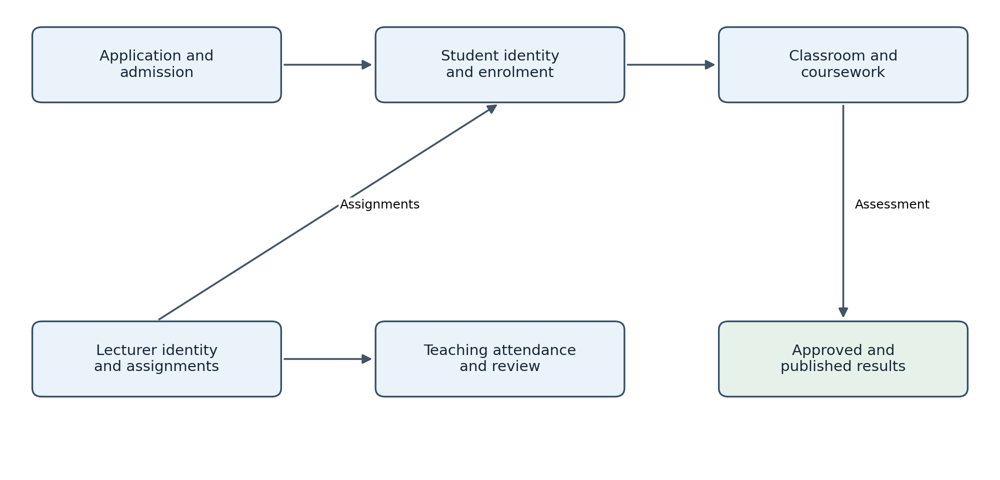 Application and
admission
Student identity
and enrolment
Classroom and
coursework
Assignments
Assessment
Lecturer identity
and assignments
Teaching attendance
and review
Approved and
published results